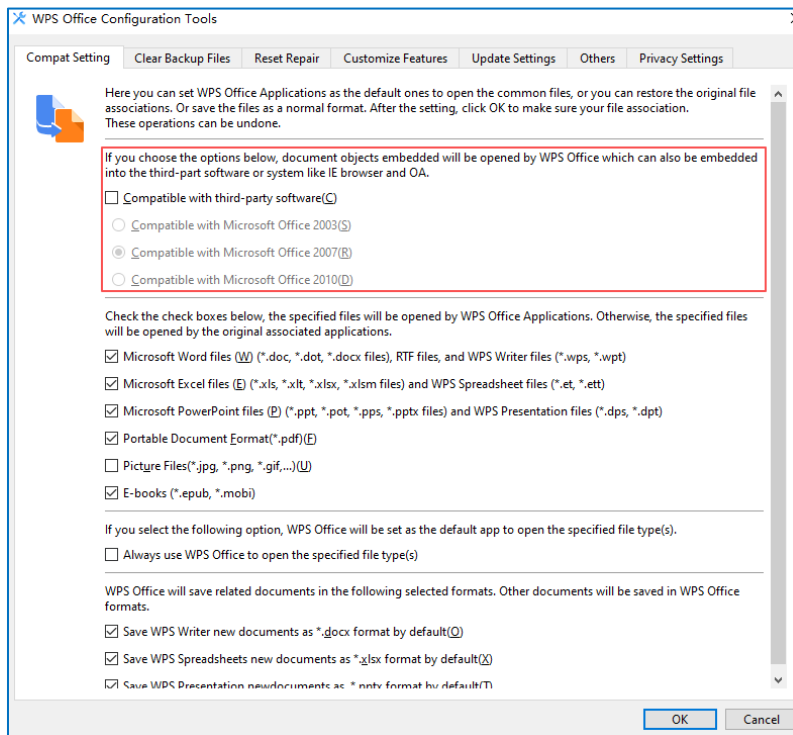 WPS Office Configuration Tools
Compat Setting
Clear Backup Files
Reset Repair
Customize Features
Update Settings
Others
Privacy Settings
Here you can set WPS Office Applications as the default ones to open the common files, or you can restore the original file
associations. Or save the files as a normal format. After the setting, click OK to make sure your file association.
These operations can be undone.
If you choose the options below, document objects embedded will be opened by WPS Office which can also be embedded
into the third-part software or system like IE browser and OA.
Compatible with third-party software(C)
Compatible with Microsoft Office 2003(S)
Compatible with Microsoft Office 2007(R)
Compatible with Microsoft Office 2010(D)
Check the check boxes below, the specified files will be opened by WPS Office Applications. Otherwise, the specified files
will be opened by the original associated applications.
Microsoft Word files (W) (*.doc, *.dot, *.docx files), RTF files, and WPS Writer files (*.wps, *.wpt)
Microsoft Excel files (E) (*.xls, *.xlt, *.xlsx, *.xlsm files) and WPS Spreadsheet files (*.et, *.ett)
Microsoft PowerPoint files (P) (*.ppt, *.pot, *.pps, *.pptx files) and WPS Presentation files (*.dps, *.dpt)
Portable Document Format(*.pdf)(F)
Picture Files(*.jpg, *.png, *.gif,...)(U)
E-books (*.epub, *.mobi)
If you select the following option, WPS Office will be set as the default app to open the specified file type(s).
Always use WPS Office to open the specified file type(s)
WPS Office will save related documents in the following selected formats. Other documents will be saved in WPS Office
formats.
Save WPS Writer new documents as *.docx format by default(O)
Save WPS Spreadsheets new documents as *.xlsx format by default(X)
Save WPS Presentation newdocuments as *.pptx format by default(T)
OK
Cancel